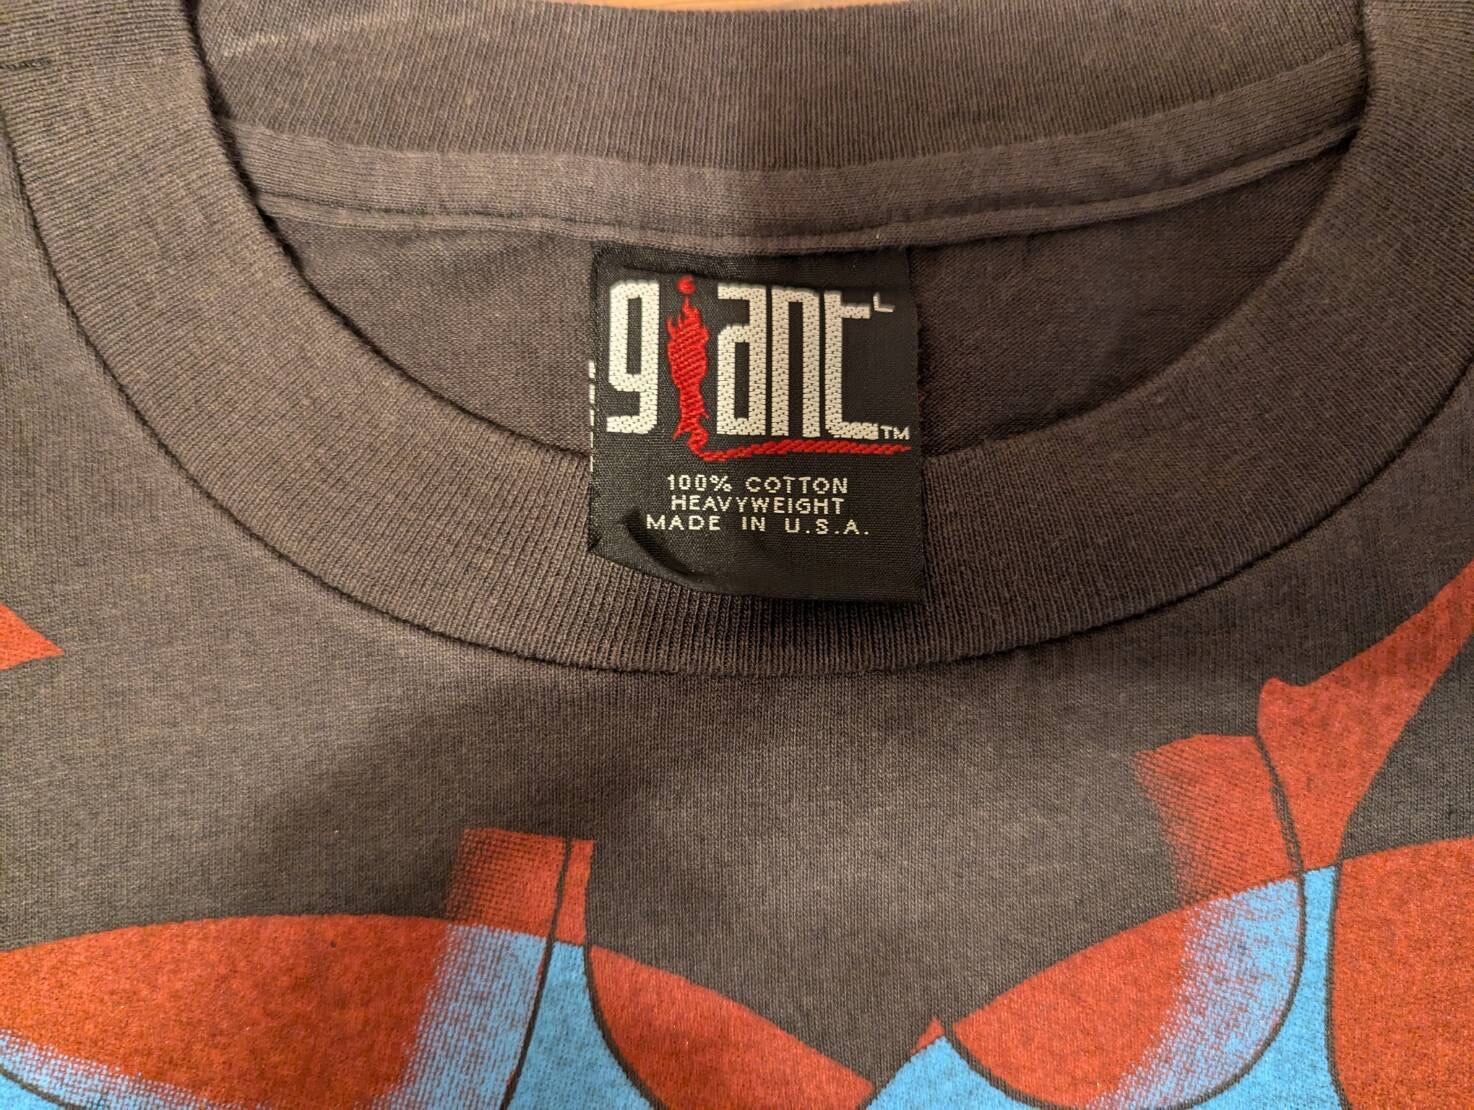 giant L
TM
100% COTTON
HEAVYWEIGHT
MADE IN U.S.A.